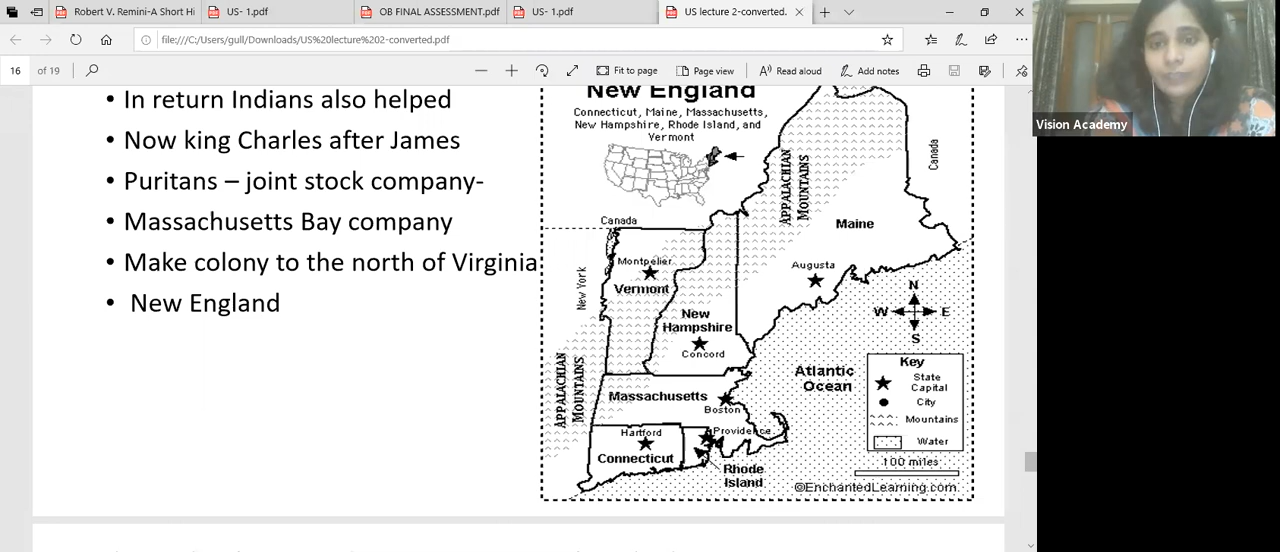 Robert V. Remini-A Short Hi
US- 1.pdf
OB FINAL ASSESSMENT.pdf
US- 1.pdf
US lecture 2-converted.
file:///C:/Users/gull/Downloads/US%20lecture%202-converted.pdf
16 of 19
Fit to page
Page view
Read aloud
Add notes
Vision Academy
• In return Indians also helped
• Now king Charles after James
• Puritans – joint stock company-
• Massachusetts Bay company
• Make colony to the north of Virginia
• New England
New England
Connecticut, Maine, Massachusetts,
New Hampshire, Rhode Island, and
Vermont
Canada
APPALACHIAN
MOUNTAINS
Canada
Maine
Augusta
Montpelier
Vermont
New York
New
Hampshire
Concord
N
W E
S
APPALACHIAN
MOUNTAINS
Massachusetts
Boston
Atlantic
Ocean
Hartford
Connecticut
Providence
Rhode
Island
Key
State
Capital
City
Mountains
Water
100 miles
©EnchantedLearning.com